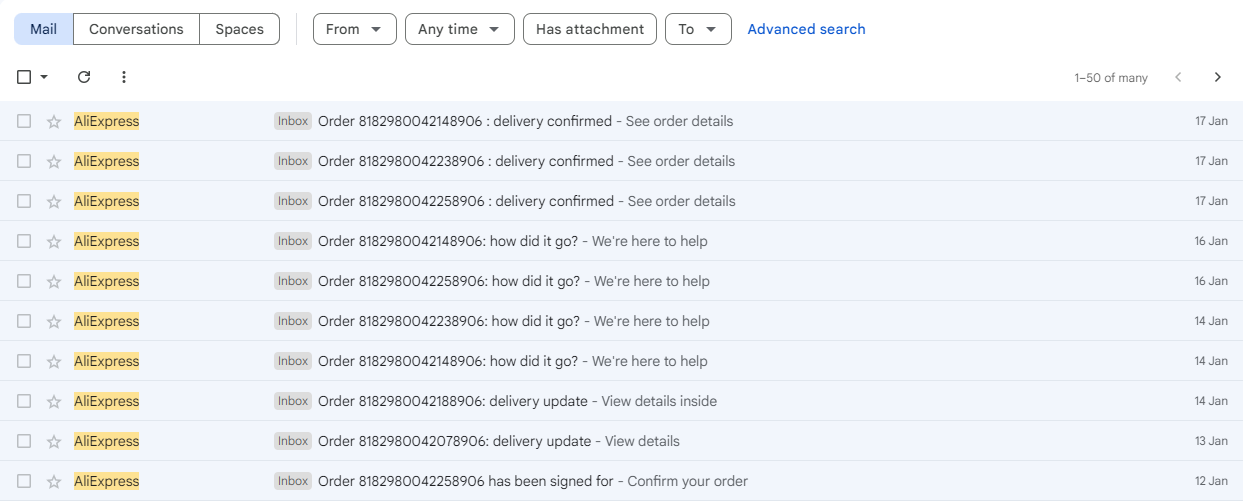 Mail Conversations Spaces From Any time Has attachment To Advanced search
1–50 of many
AliExpress Inbox Order 8182980042148906 : delivery confirmed - See order details 17 Jan
AliExpress Inbox Order 8182980042238906 : delivery confirmed - See order details 17 Jan
AliExpress Inbox Order 8182980042258906 : delivery confirmed - See order details 17 Jan
AliExpress Inbox Order 8182980042148906: how did it go? - We're here to help 16 Jan
AliExpress Inbox Order 8182980042258906: how did it go? - We're here to help 16 Jan
AliExpress Inbox Order 8182980042238906: how did it go? - We're here to help 14 Jan
AliExpress Inbox Order 8182980042148906: how did it go? - We're here to help 14 Jan
AliExpress Inbox Order 8182980042188906: delivery update - View details inside 14 Jan
AliExpress Inbox Order 8182980042078906: delivery update - View details 13 Jan
AliExpress Inbox Order 8182980042258906 has been signed for - Confirm your order 12 Jan